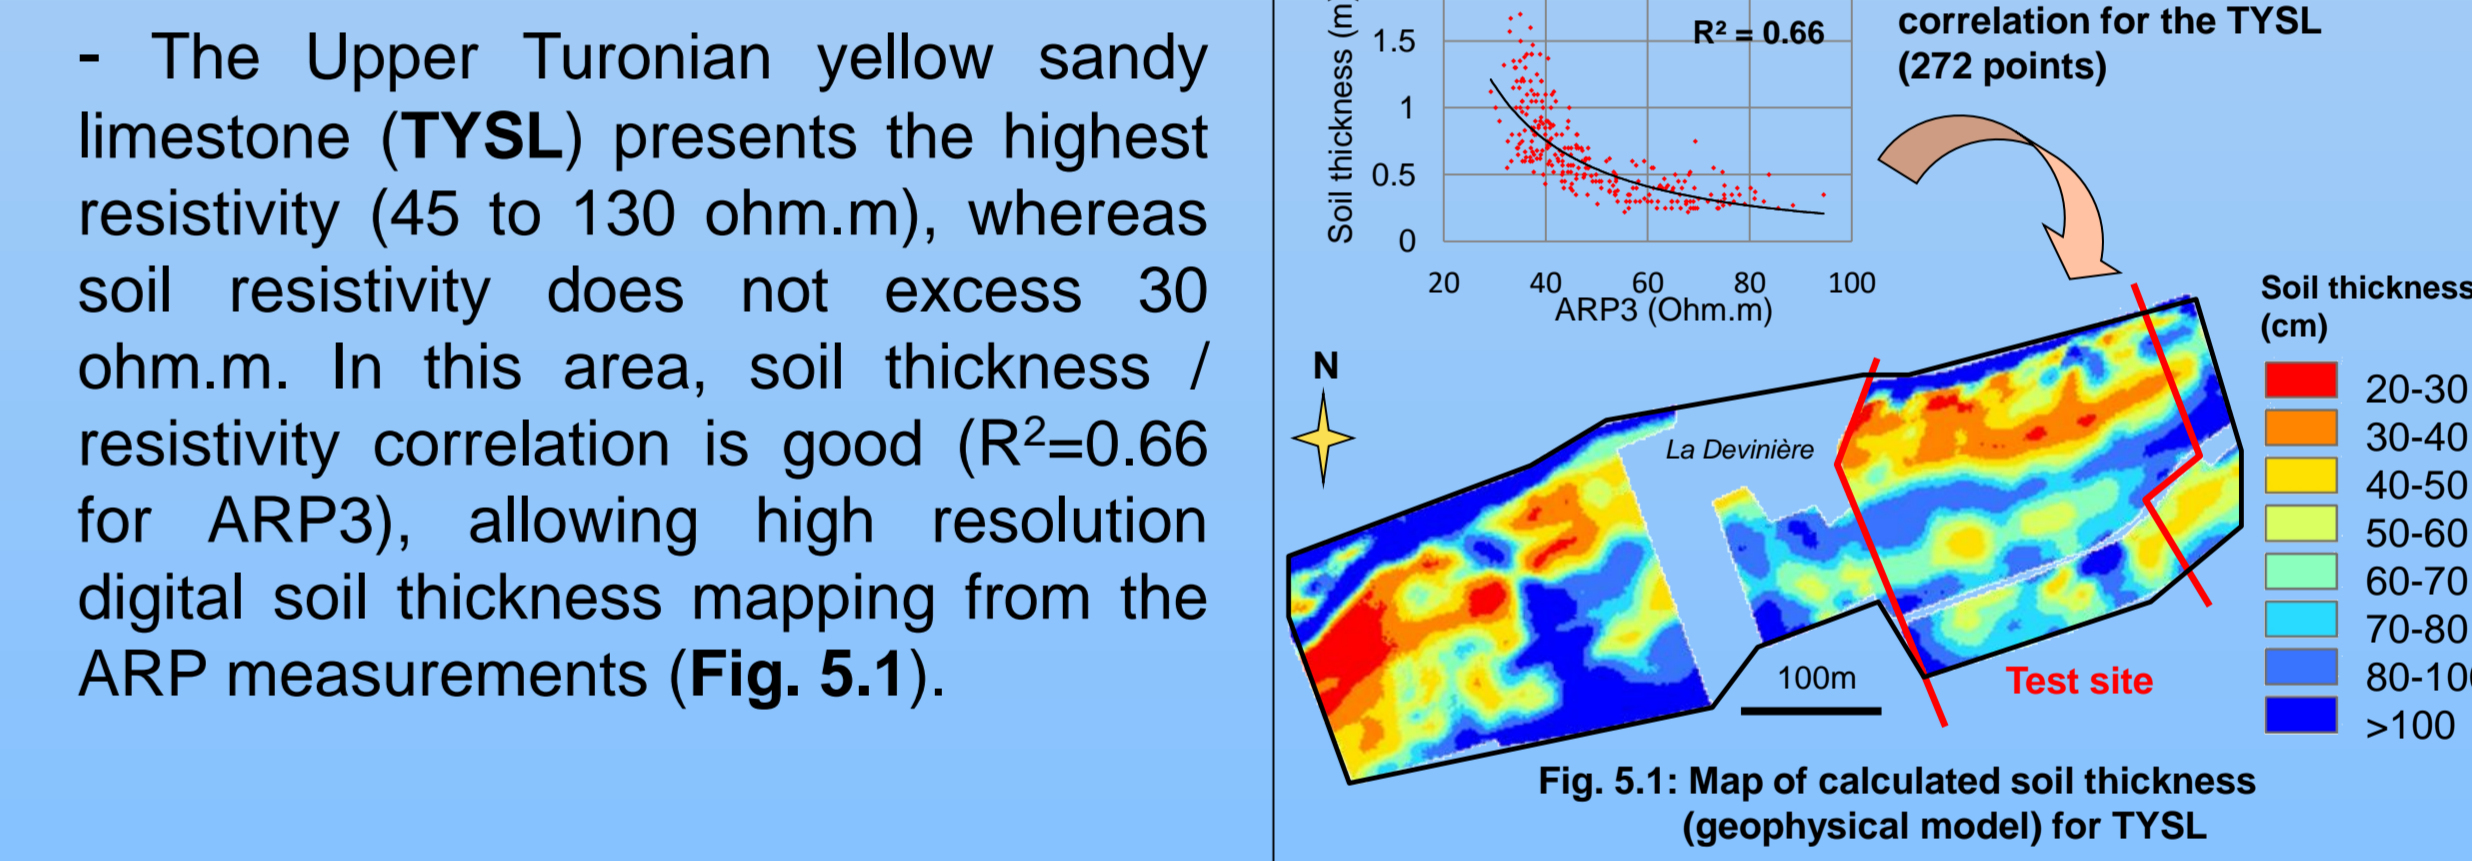 - The Upper Turonian yellow sandy
limestone (TYSL) presents the highest
resistivity (45 to 130 ohm.m), whereas
soil resistivity does not excess 30
ohm.m. In this area, soil thickness /
resistivity correlation is good (R²=0.66
for ARP3), allowing high resolution
digital soil thickness mapping from the
ARP measurements (Fig. 5.1).
Soil thickness (m)
1.5
1
0.5
0
R² = 0.66
20 40 60 80 100
ARP3 (Ohm.m)
correlation for the TYSL
(272 points)
N
La Devinière
100m
Test site
Soil thickness
(cm)
20-30
30-40
40-50
50-60
60-70
70-80
80-100
>100
Fig. 5.1: Map of calculated soil thickness
(geophysical model) for TYSL